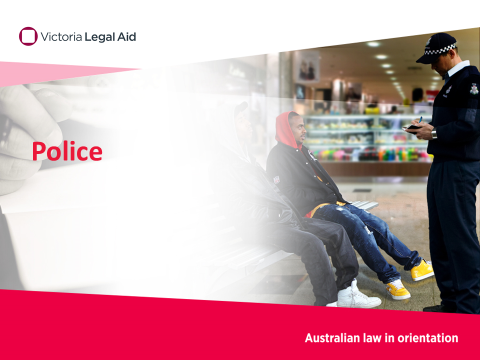 Victoria Legal Aid
Police
Australian law in orientation